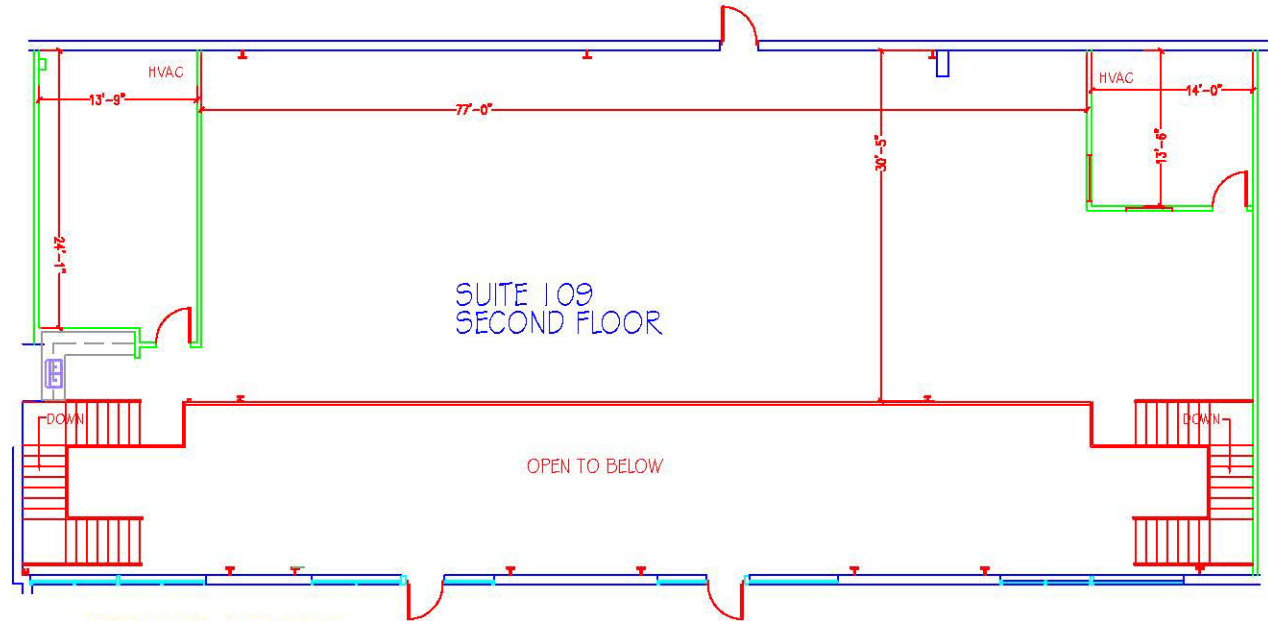 HVAC
HVAC
13'-9"
14'-0"
77'-0"
30'-5"
13'-6"
24'-1"
SUITE 109
SECOND FLOOR
DOWN
DOWN
OPEN TO BELOW